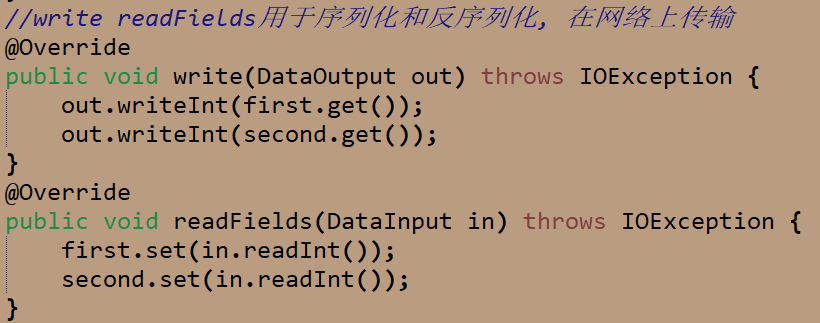 //write readFields用于序列化和反序列化, 在网络上传输
@Override
public void write(DataOutput out) throws IOException {
    out.writeInt(first.get());
    out.writeInt(second.get());
}
@Override
public void readFields(DataInput in) throws IOException {
    first.set(in.readInt());
    second.set(in.readInt());
}